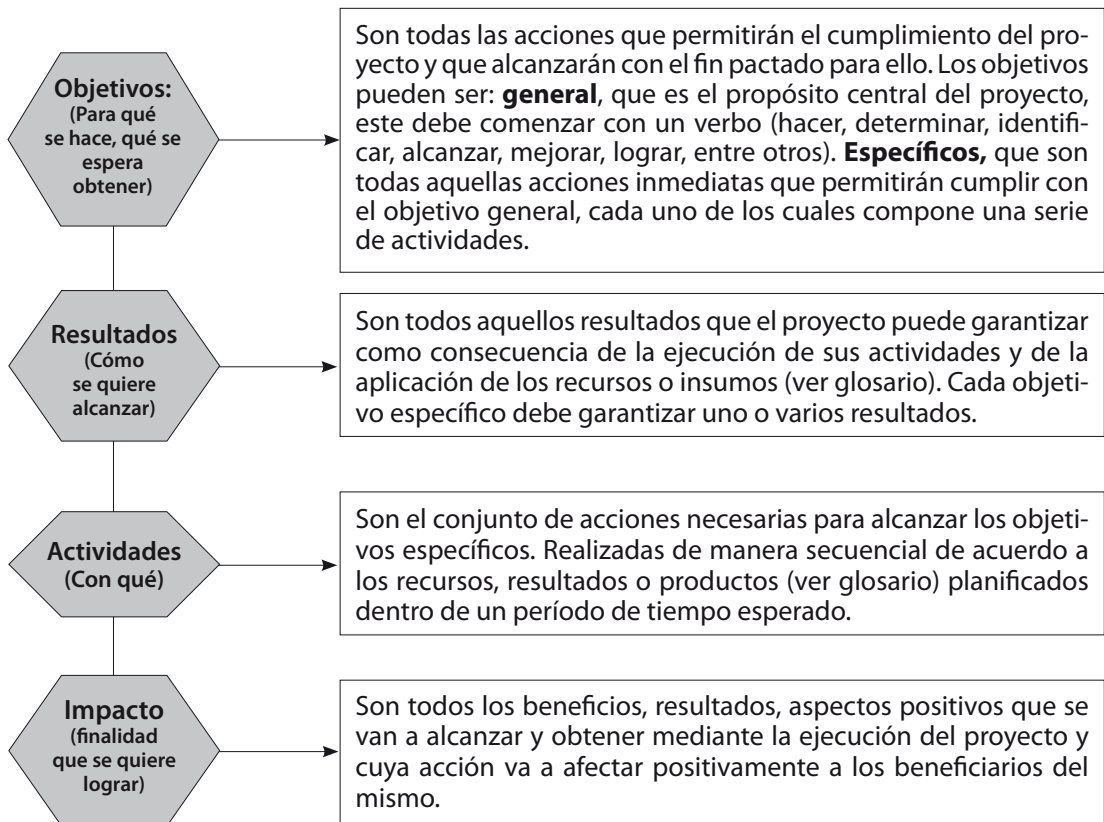 Objetivos:
(Para qué
se hace, qué se
espera
obtener)
Son todas las acciones que permitirán el cumplimiento del pro-
yecto y que alcanzarán con el fin pactado para ello. Los objetivos
pueden ser: general, que es el propósito central del proyecto,
este debe comenzar con un verbo (hacer, determinar, identifi-
car, alcanzar, mejorar, lograr, entre otros). Específicos, que son
todas aquellas acciones inmediatas que permitirán cumplir con
el objetivo general, cada uno de los cuales compone una serie
de actividades.
Resultados
(Cómo
se quiere
alcanzar)
Son todos aquellos resultados que el proyecto puede garantizar
como consecuencia de la ejecución de sus actividades y de la
aplicación de los recursos o insumos (ver glosario). Cada objeti-
vo específico debe garantizar uno o varios resultados.
Actividades
(Con qué)
Son el conjunto de acciones necesarias para alcanzar los objeti-
vos específicos. Realizadas de manera secuencial de acuerdo a
los recursos, resultados o productos (ver glosario) planificados
dentro de un período de tiempo esperado.
Impacto
(finalidad
que se quiere
lograr)
Son todos los beneficios, resultados, aspectos positivos que se
van a alcanzar y obtener mediante la ejecución del proyecto y
cuya acción va a afectar positivamente a los beneficiarios del
mismo.